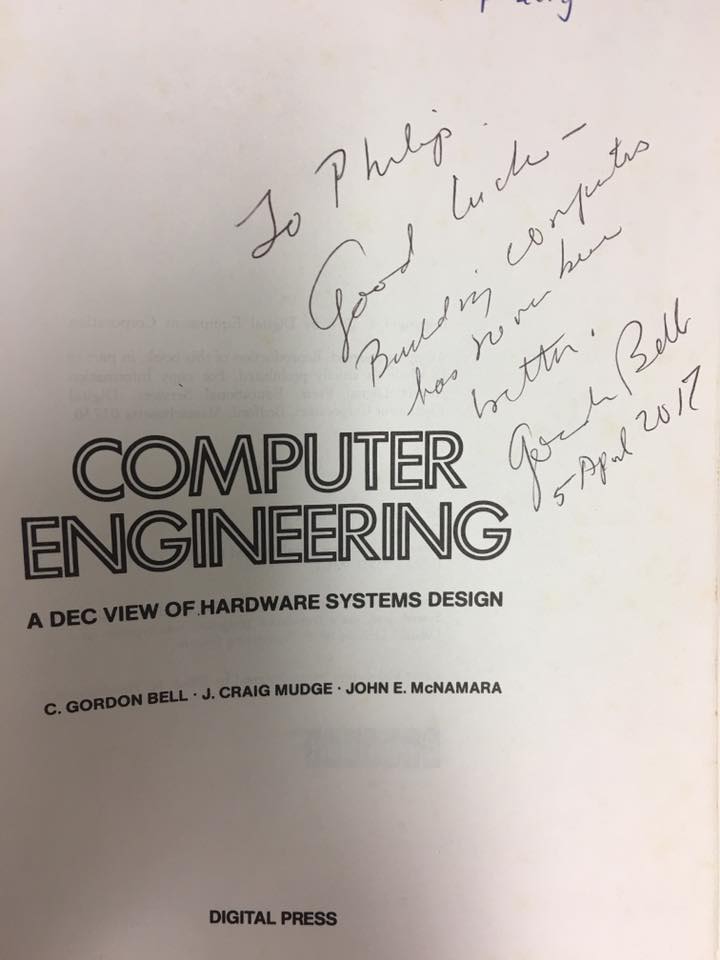 To Philip
Good luck -
Building computers
has never been
better.
Gordon Bell
5 April 2017
COMPUTER
ENGINEERING
A DEC VIEW OF HARDWARE SYSTEMS DESIGN
C. GORDON BELL · J. CRAIG MUDGE · JOHN E. McNAMARA
DIGITAL PRESS